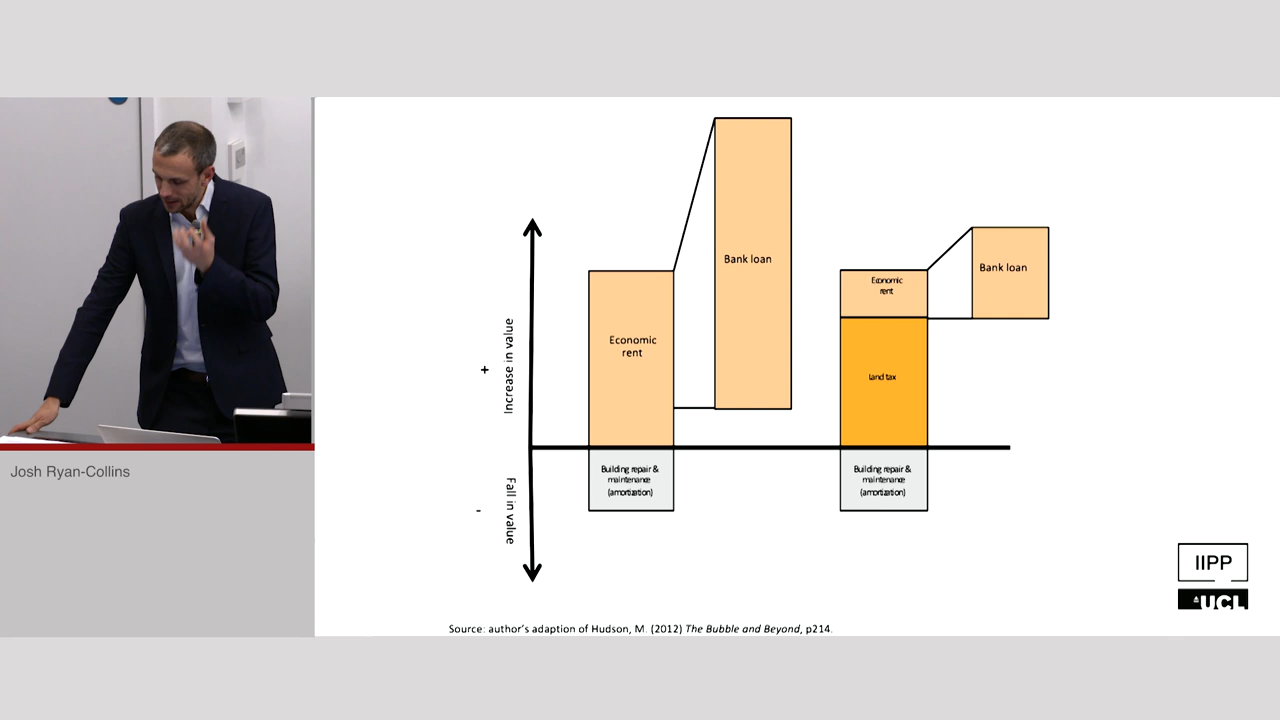 Josh Ryan-Collins
+
Increase in value
-
Fall in value
Economic
rent
Bank loan
Building repair &
maintenance
(amortization)
Economic
rent
land tax
Bank loan
Building repair &
maintenance
(amortization)
IIPP
UCL
Source: author's adaption of Hudson, M. (2012) The Bubble and Beyond, p214.